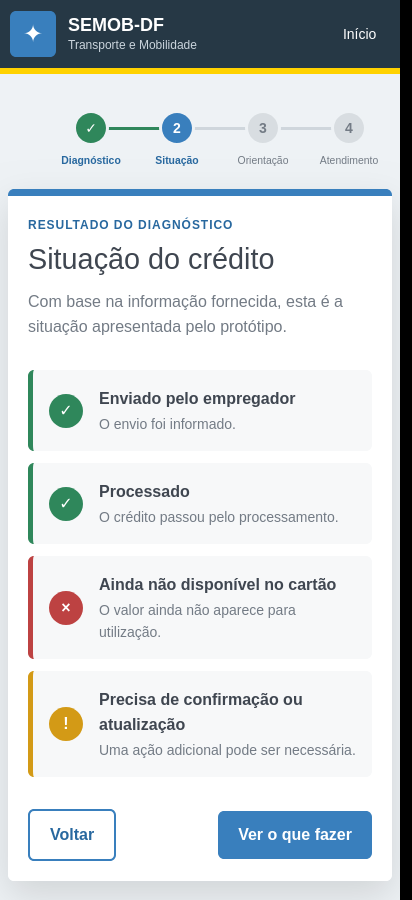 SEMOB-DF
Transporte e Mobilidade
Início
✓ 2 3 4
Diagnóstico Situação Orientação Atendimento
RESULTADO DO DIAGNÓSTICO
Situação do crédito
Com base na informação fornecida, esta é a
situação apresentada pelo protótipo.
✓ Enviado pelo empregador
O envio foi informado.
✓ Processado
O crédito passou pelo processamento.
× Ainda não disponível no cartão
O valor ainda não aparece para
utilização.
! Precisa de confirmação ou
atualização
Uma ação adicional pode ser necessária.
Voltar Ver o que fazer